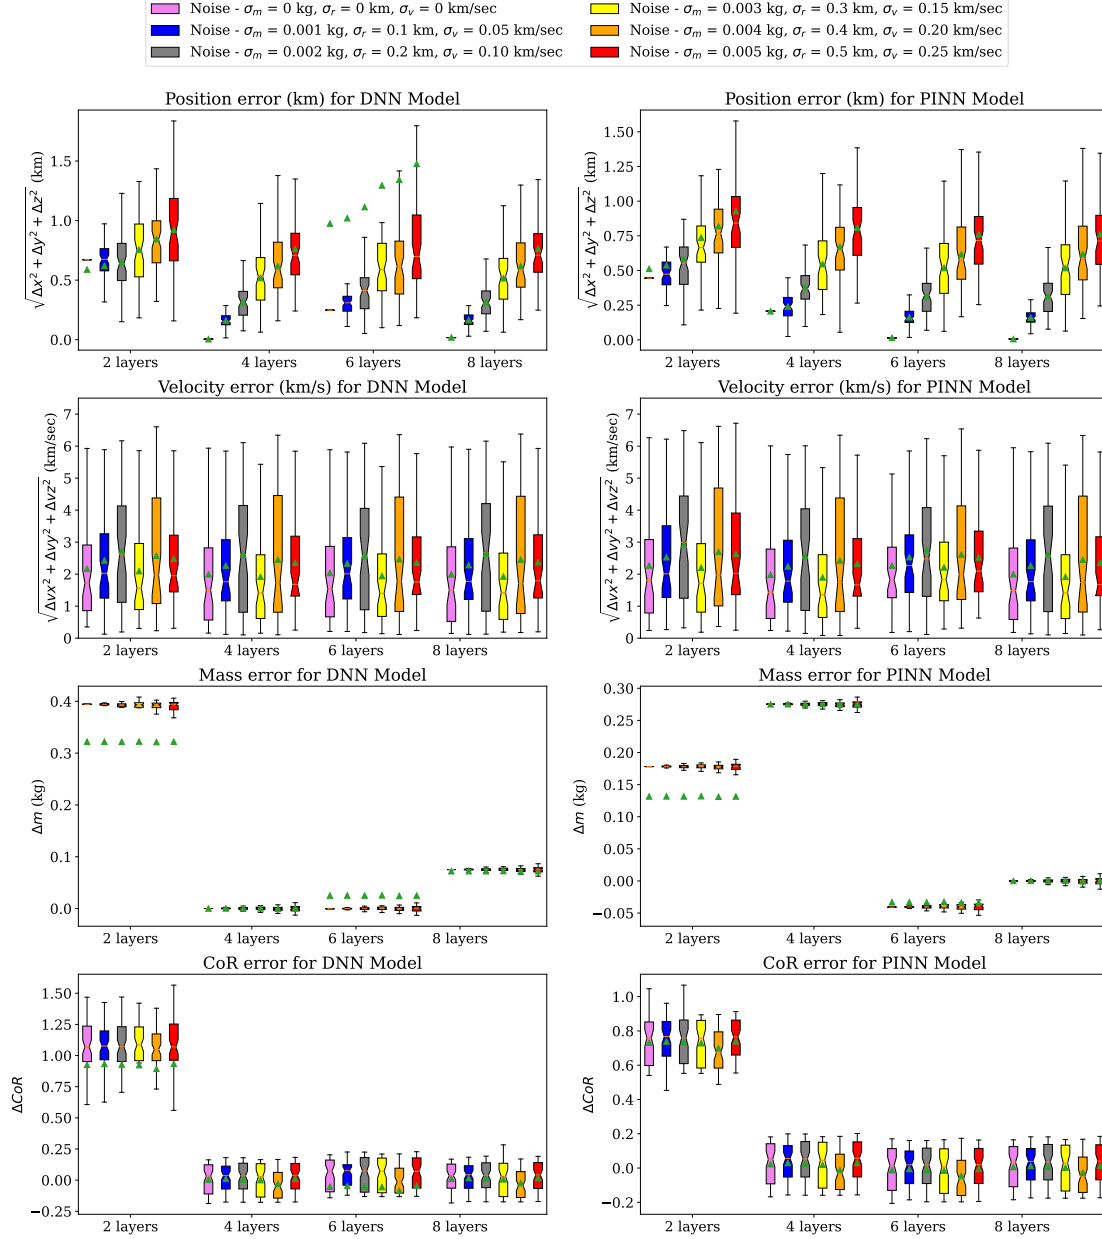 Noise - σm = 0 kg, σr = 0 km, σv = 0 km/sec
Noise - σm = 0.001 kg, σr = 0.1 km, σv = 0.05 km/sec
Noise - σm = 0.002 kg, σr = 0.2 km, σv = 0.10 km/sec
Noise - σm = 0.003 kg, σr = 0.3 km, σv = 0.15 km/sec
Noise - σm = 0.004 kg, σr = 0.4 km, σv = 0.20 km/sec
Noise - σm = 0.005 kg, σr = 0.5 km, σv = 0.25 km/sec
Position error (km) for DNN Model
√Δx² + Δy² + Δz² (km)
1.5
1.0
0.5
0.0
2 layers 4 layers 6 layers 8 layers
Position error (km) for PINN Model
√Δx² + Δy² + Δz² (km)
1.50
1.25
1.00
0.75
0.50
0.25
0.00
2 layers 4 layers 6 layers 8 layers
Velocity error (km/s) for DNN Model
√Δvx² + Δvy² + Δvz² (km/sec)
7
6
5
4
3
2
1
0
2 layers 4 layers 6 layers 8 layers
Velocity error (km/s) for PINN Model
√Δvx² + Δvy² + Δvz² (km/sec)
7
6
5
4
3
2
1
0
2 layers 4 layers 6 layers 8 layers
Mass error for DNN Model
Δm (kg)
0.4
0.3
0.2
0.1
0.0
2 layers 4 layers 6 layers 8 layers
Mass error for PINN Model
Δm (kg)
0.30
0.25
0.20
0.15
0.10
0.05
0.00
−0.05
2 layers 4 layers 6 layers 8 layers
CoR error for DNN Model
ΔCoR
1.50
1.25
1.00
0.75
0.50
0.25
0.00
−0.25
2 layers 4 layers 6 layers 8 layers
CoR error for PINN Model
ΔCoR
1.0
0.8
0.6
0.4
0.2
0.0
−0.2
2 layers 4 layers 6 layers 8 layers